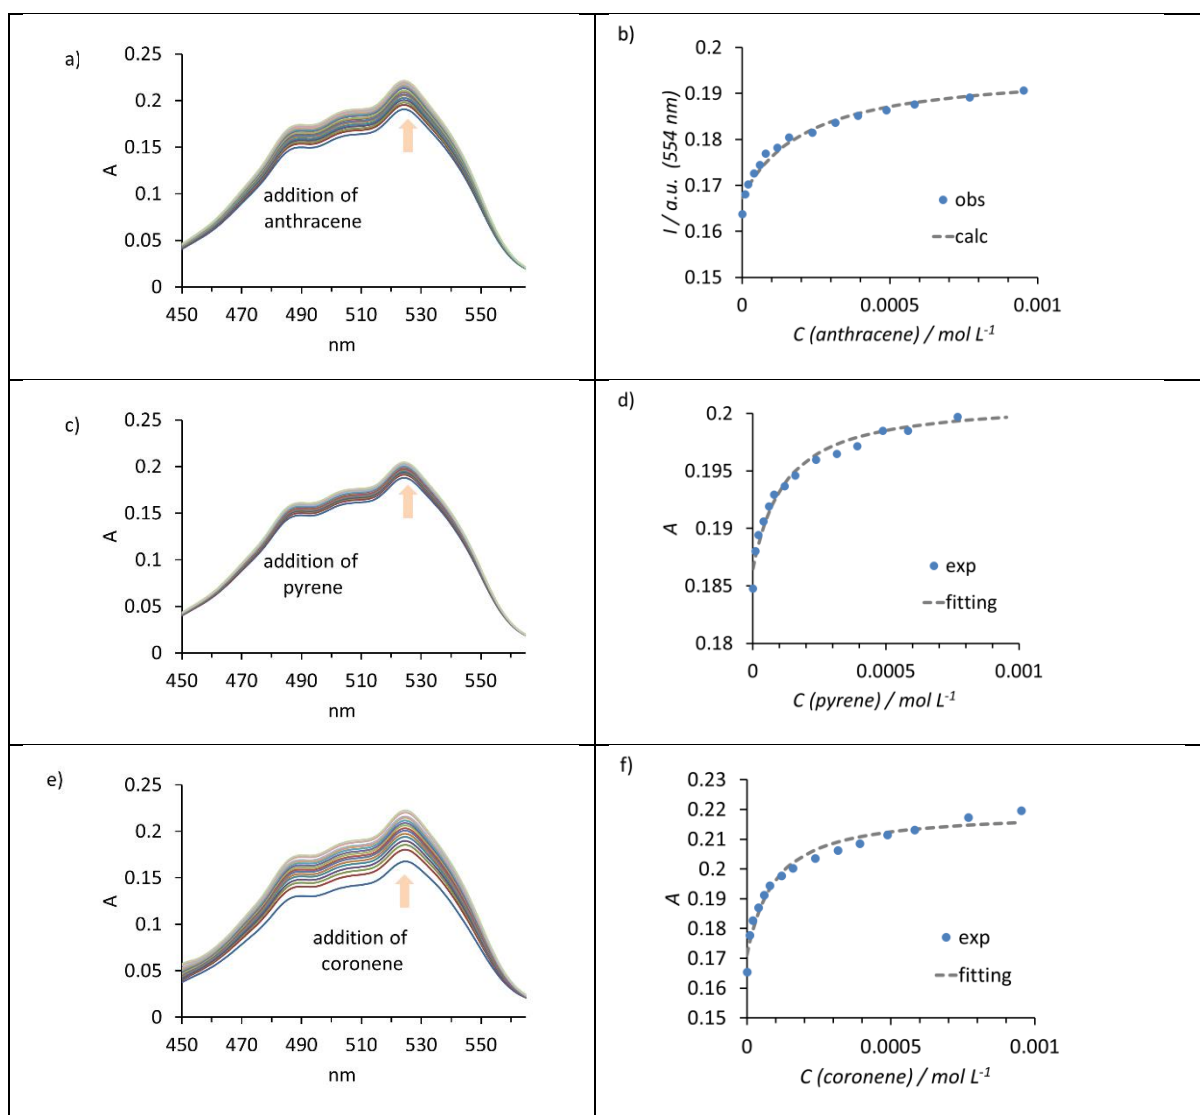 a)
0.25
0.2
0.15
0.1
0.05
0
A
addition of
anthracene
450 470 490 510 530 550
nm
b)
0.2
0.19
0.18
0.17
0.16
0.15
I / a.u. (554 nm)
obs
calc
0 0.0005 0.001
C (anthracene) / mol L-1
c)
0.25
0.2
0.15
0.1
0.05
0
A
addition of
pyrene
450 470 490 510 530 550
nm
d)
0.2
0.195
0.19
0.185
0.18
A
exp
fitting
0 0.0005 0.001
C (pyrene) / mol L-1
e)
0.25
0.2
0.15
0.1
0.05
0
A
addition of
coronene
450 470 490 510 530 550
nm
f)
0.23
0.22
0.21
0.2
0.19
0.18
0.17
0.16
0.15
A
exp
fitting
0 0.0005 0.001
C (coronene) / mol L-1